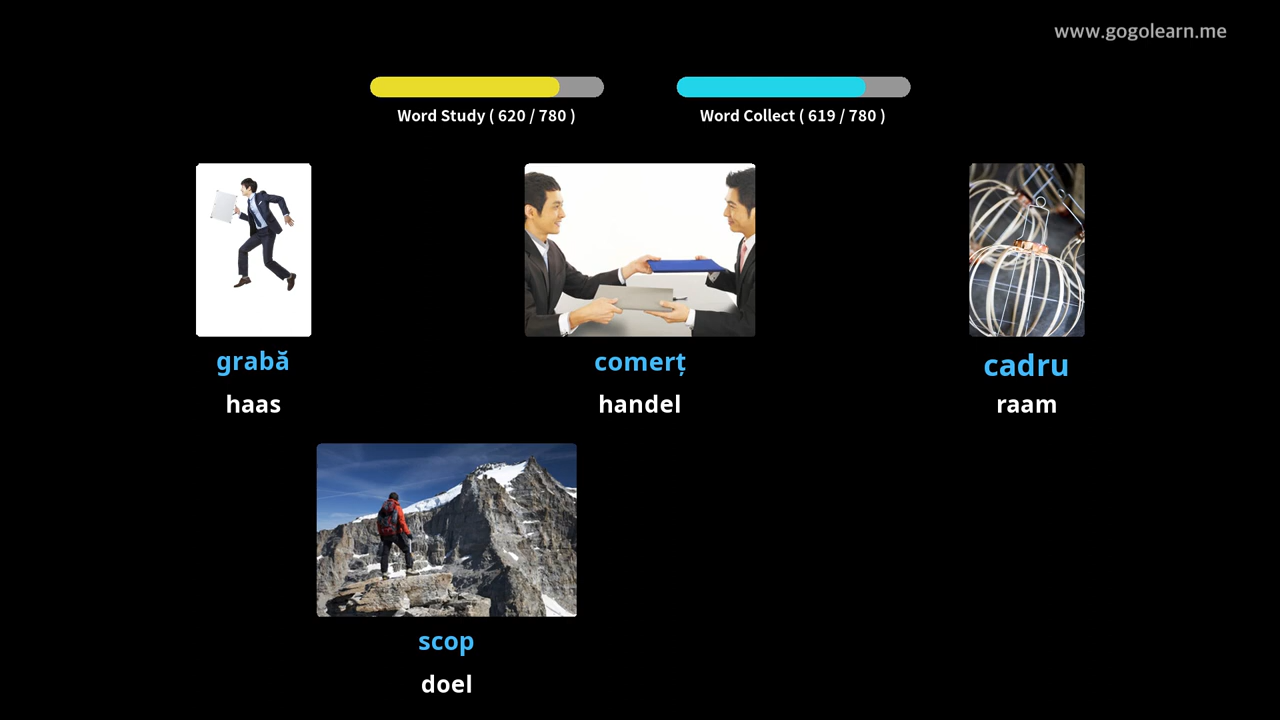 www.gogolearn.me
Word Study ( 620 / 780 )
Word Collect ( 619 / 780 )
grabă
comerț
cadru
haas
handel
raam
scop
doel